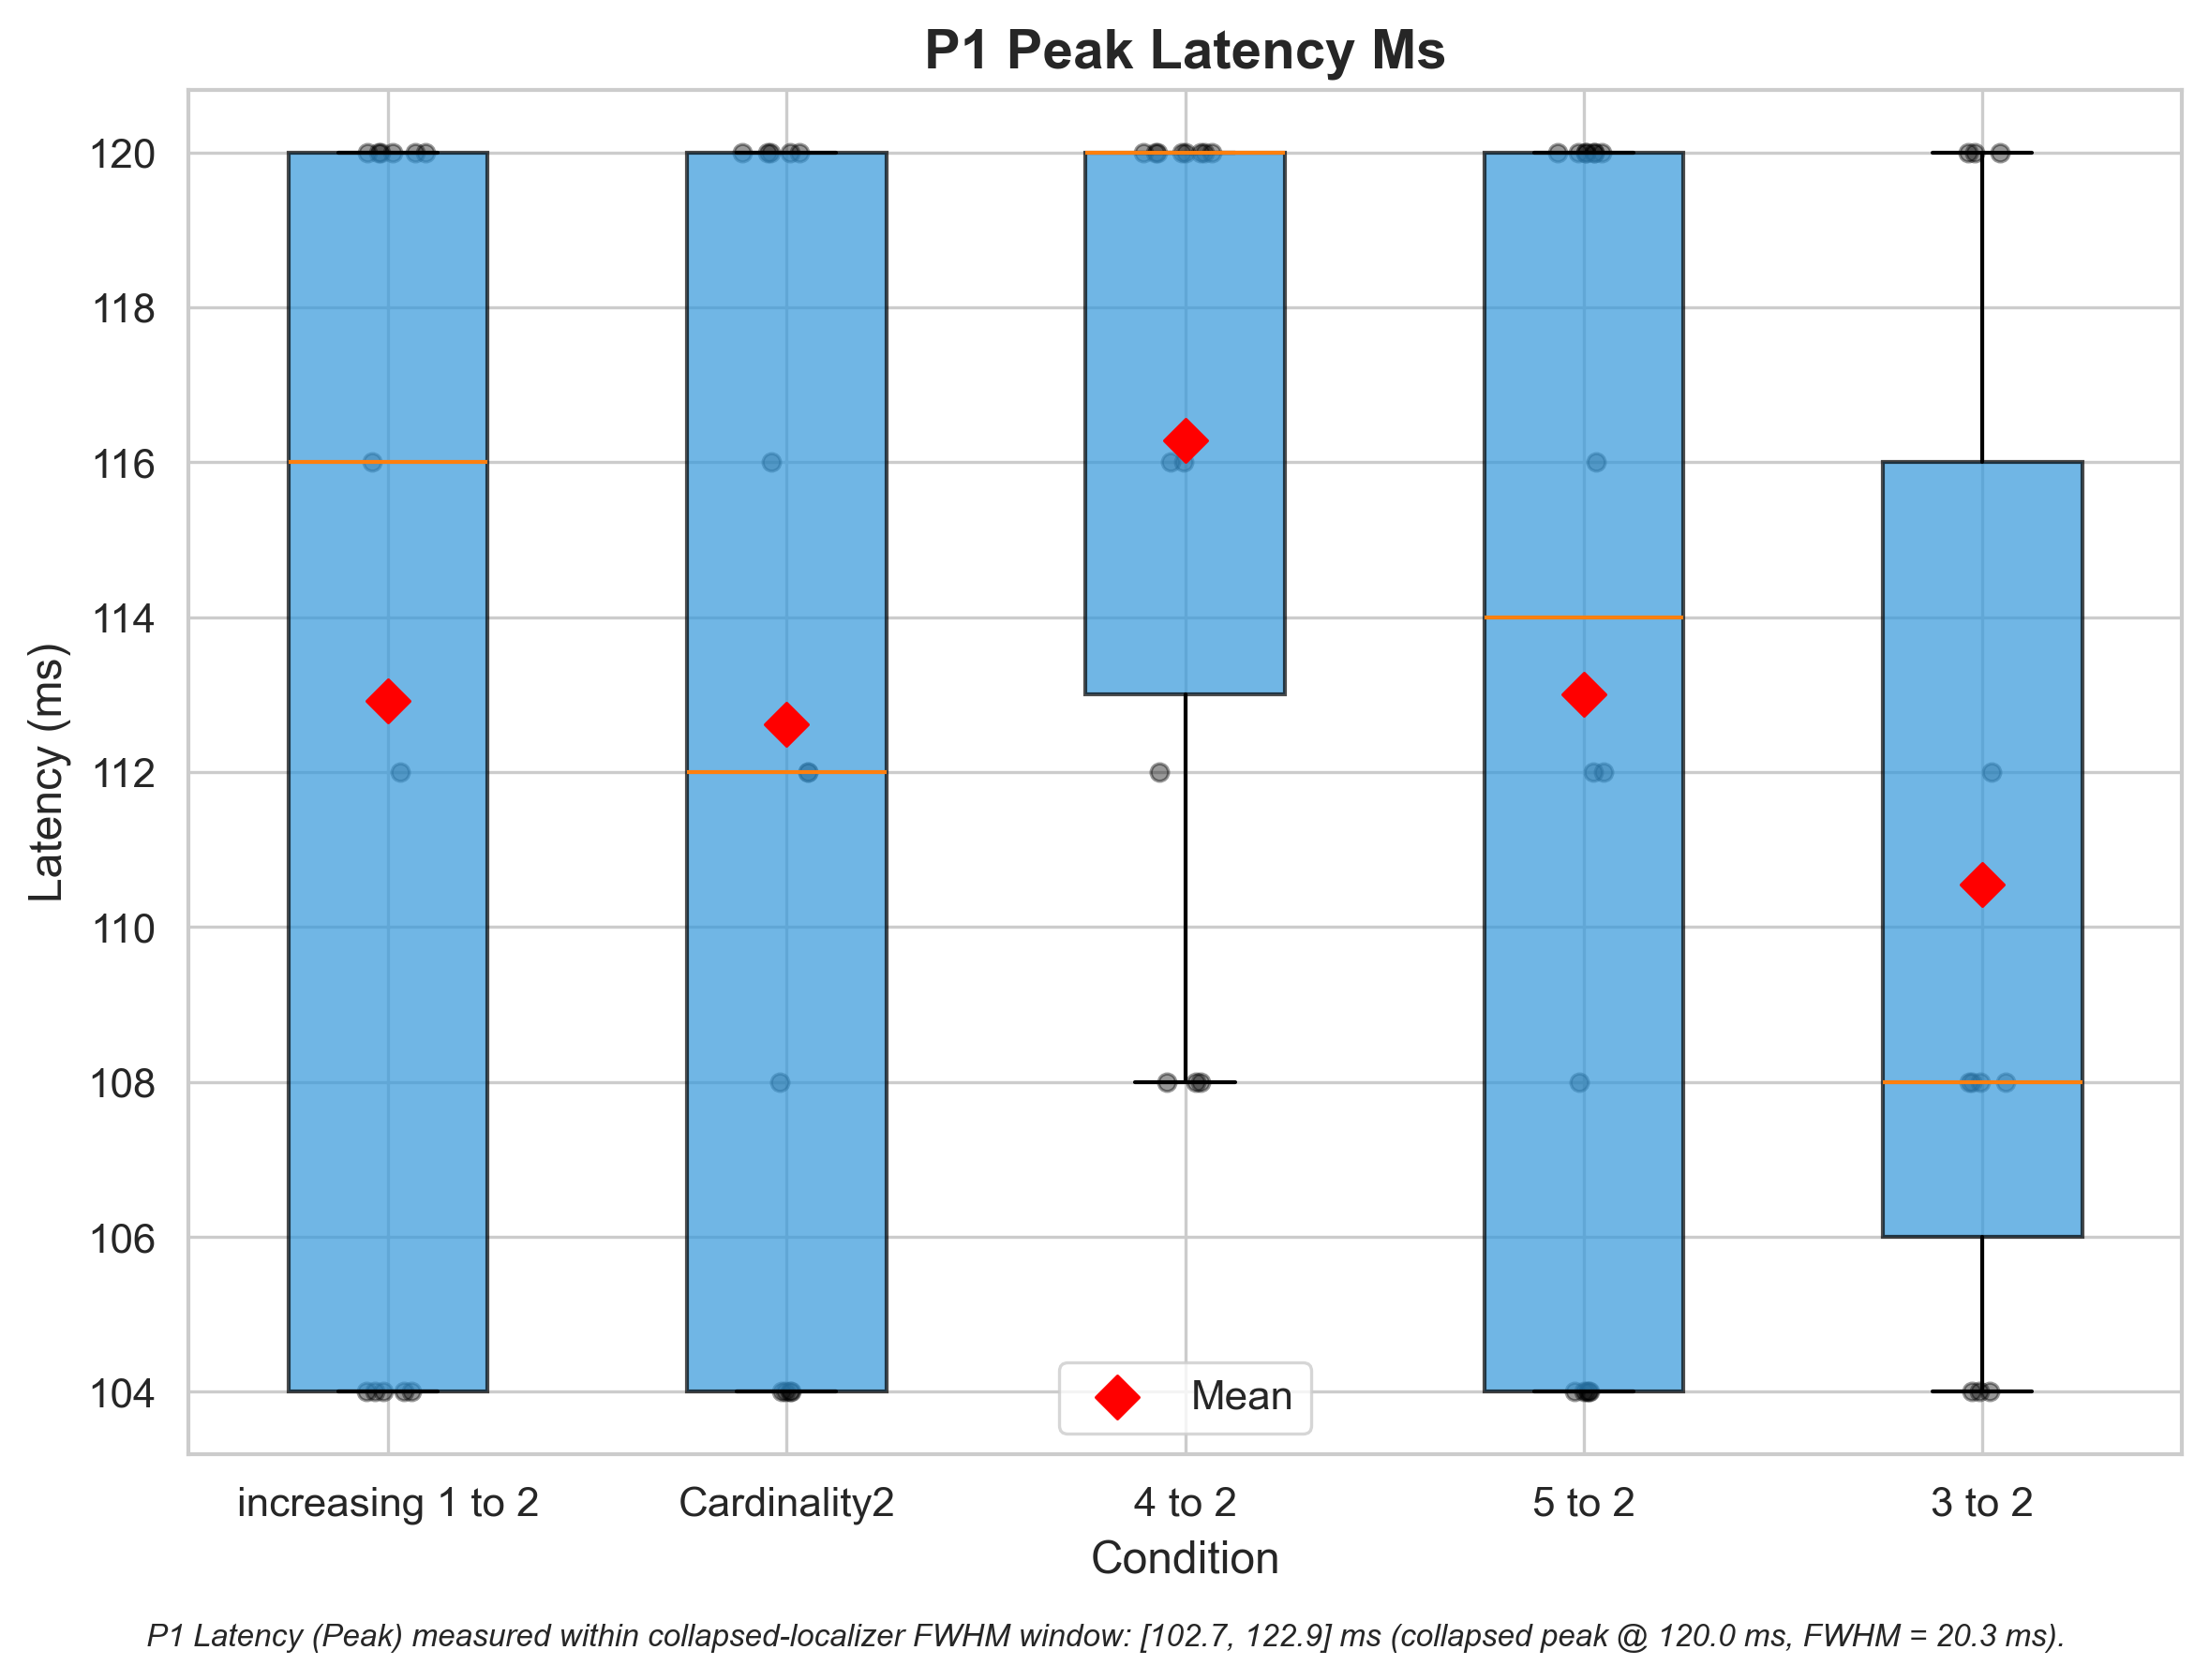 P1 Peak Latency Ms
120
118
116
114
112
110
108
106
104
Latency (ms)
Mean
increasing 1 to 2
Cardinality2
4 to 2
5 to 2
3 to 2
Condition
P1 Latency (Peak) measured within collapsed-localizer FWHM window: [102.7, 122.9] ms (collapsed peak @ 120.0 ms, FWHM = 20.3 ms).